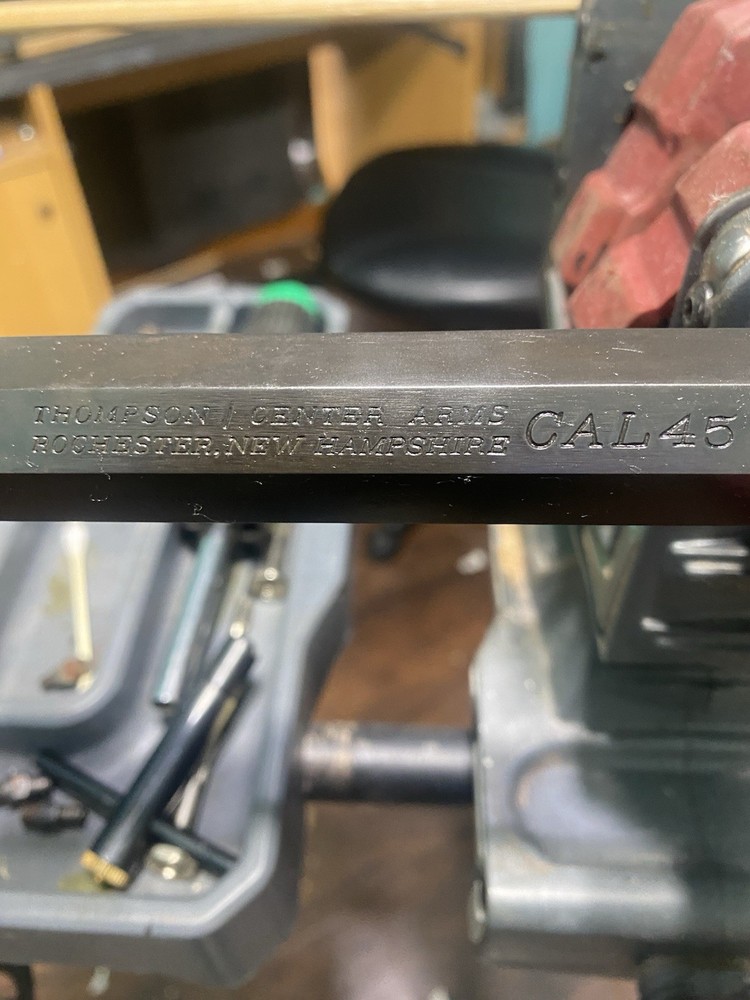 THOMPSON / CENTER ARMS
ROCHESTER, NEW HAMPSHIRE
CAL 45